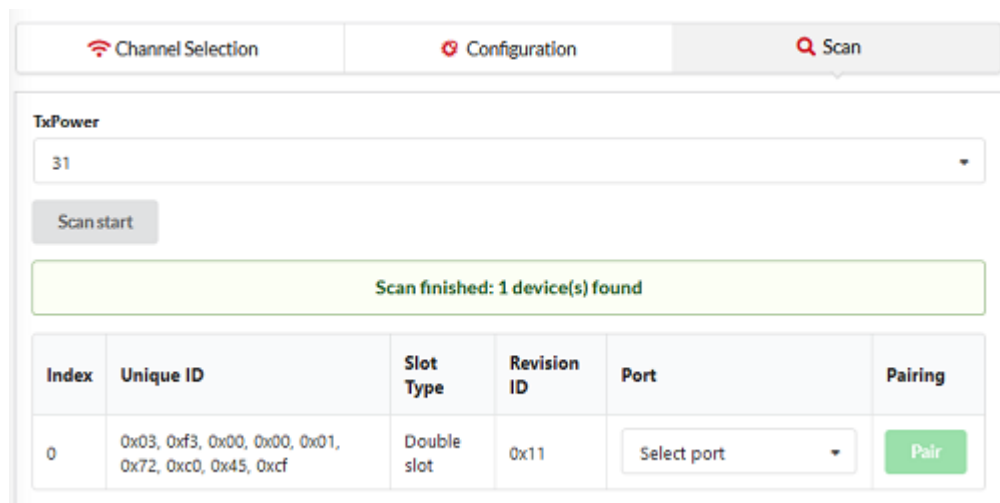 Channel Selection
Configuration
Scan
TxPower
31
Scan start
Scan finished: 1 device(s) found
Index Unique ID Slot Type Revision ID Port Pairing
0 0x03, 0xf3, 0x00, 0x00, 0x01, 0x72, 0xc0, 0x45, 0xcf Double slot 0x11 Select port Pair